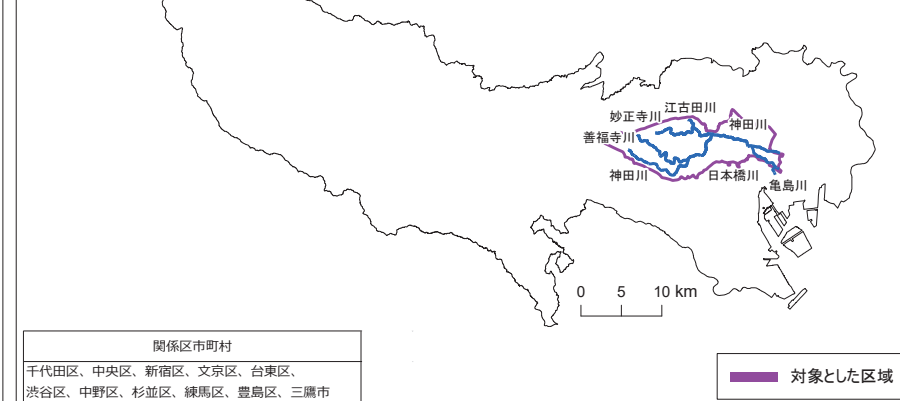 江古田川
妙正寺川
神田川
善福寺川
神田川
日本橋川
亀島川
0 5 10 km
関係区市町村
千代田区、中央区、新宿区、文京区、台東区、
渋谷区、中野区、杉並区、練馬区、豊島区、三鷹市
対象とした区域